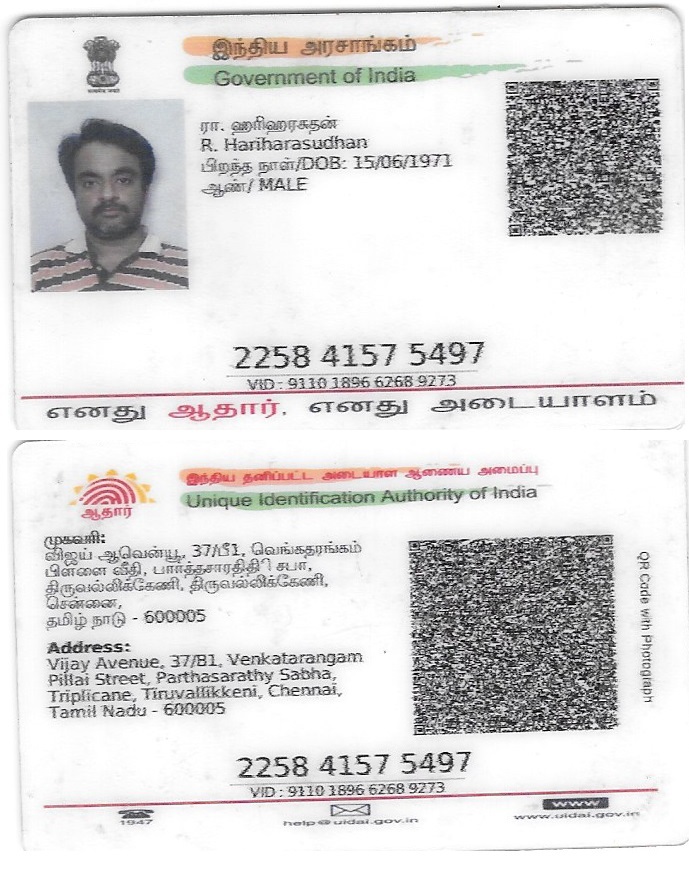 இந்திய அரசாங்கம்
Government of India
ரா. ஹரிஹரசுதன்
R. Hariharasudhan
பிறந்த நாள்/DOB: 15/06/1971
ஆண்/ MALE
2258 4157 5497
VID : 9110 1896 6268 9273
எனது ஆதார், எனது அடையாளம்
ஆதார்
இந்திய தனிப்பட்ட அடையாள ஆணைய அமைப்பு
Unique Identification Authority of India
முகவரி:
விஜய் ஆவென்யூ, 37/பீ1, வெங்கதரங்கம்
பிள்ளை வீதி, பார்த்தசாரதி சபா,
திருவல்லிக்கேணி, திருவல்லிக்கேணி,
சென்னை,
தமிழ் நாடு - 600005
Address:
Vijay Avenue, 37/B1, Venkatarangam
Pillai Street, Parthasarathy Sabha,
Triplicane, Tiruvallikkeni, Chennai,
Tamil Nadu - 600005
QR Code with Photograph
2258 4157 5497
VID : 9110 1896 6268 9273
1947
help@uidai.gov.in
www
www.uidai.gov.in